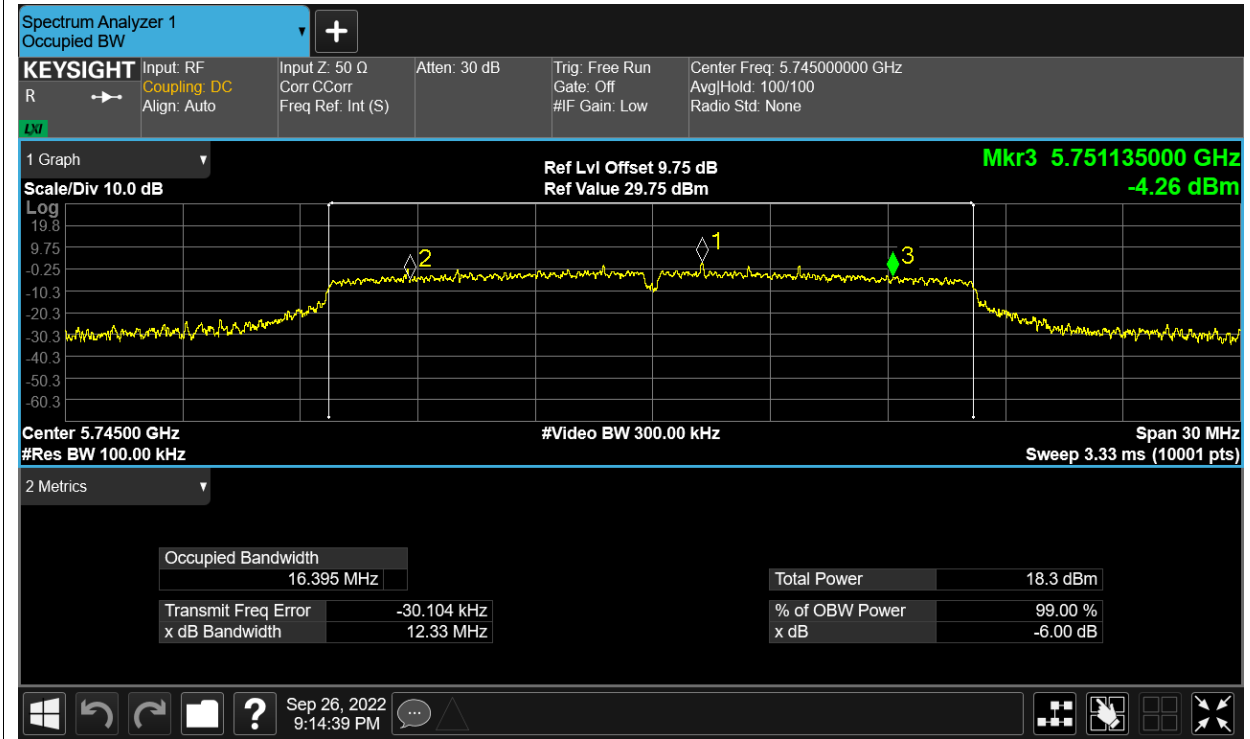 Spectrum Analyzer 1
Occupied BW
KEYSIGHT Input: RF Input Z: 50 Ω Atten: 30 dB Trig: Free Run Center Freq: 5.745000000 GHz
R Coupling: DC Corr CCorr Gate: Off Avg|Hold: 100/100
Align: Auto Freq Ref: Int (S) #IF Gain: Low Radio Std: None
LXI
1 Graph Ref Lvl Offset 9.75 dB Mkr3 5.751135000 GHz
Scale/Div 10.0 dB Ref Value 29.75 dBm -4.26 dBm
Log
19.8
9.75
-0.25
-10.3
-20.3
-30.3
-40.3
-50.3
-60.3
2
1
3
Center 5.74500 GHz #Video BW 300.00 kHz Span 30 MHz
#Res BW 100.00 kHz Sweep 3.33 ms (10001 pts)
2 Metrics
Occupied Bandwidth
16.395 MHz Total Power 18.3 dBm
Transmit Freq Error -30.104 kHz % of OBW Power 99.00 %
x dB Bandwidth 12.33 MHz x dB -6.00 dB
? Sep 26, 2022
9:14:39 PM